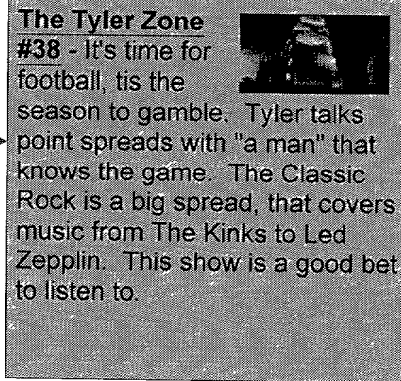 The Tyler Zone
#38 - It's time for
football, tis the
season to gamble. Tyler talks
point spreads with "a man" that
knows the game. The Classic
Rock is a big spread, that covers
music from The Kinks to Led
Zepplin. This show is a good bet
to listen to.